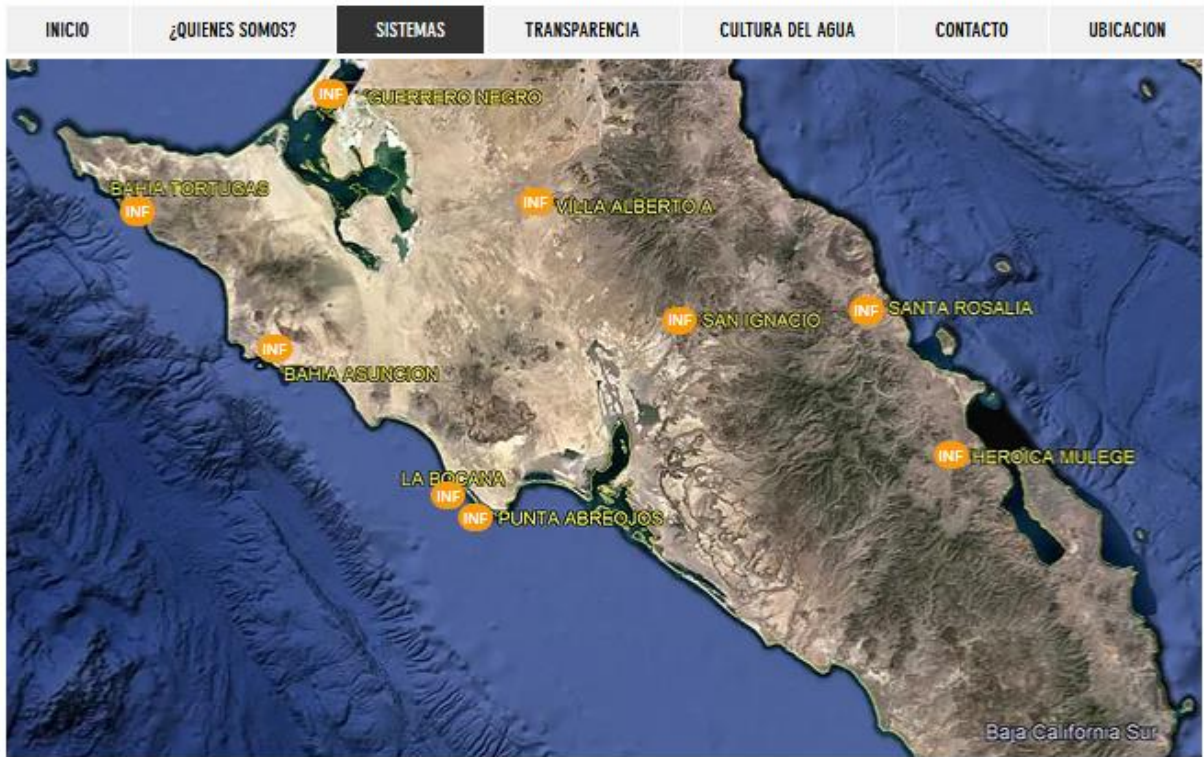 INICIO
¿QUIENES SOMOS?
SISTEMAS
TRANSPARENCIA
CULTURA DEL AGUA
CONTACTO
UBICACION
INF GUERRERO NEGRO
BAHIA TORTUGAS
INF
INF VILLA ALBERTO A
INF SANTA ROSALIA
INF SAN IGNACIO
INF
BAHIA ASUNCION
INF HEROICA MULEGE
LA BOCANA
INF
INF PUNTA ABREOJOS
Baja California Sur